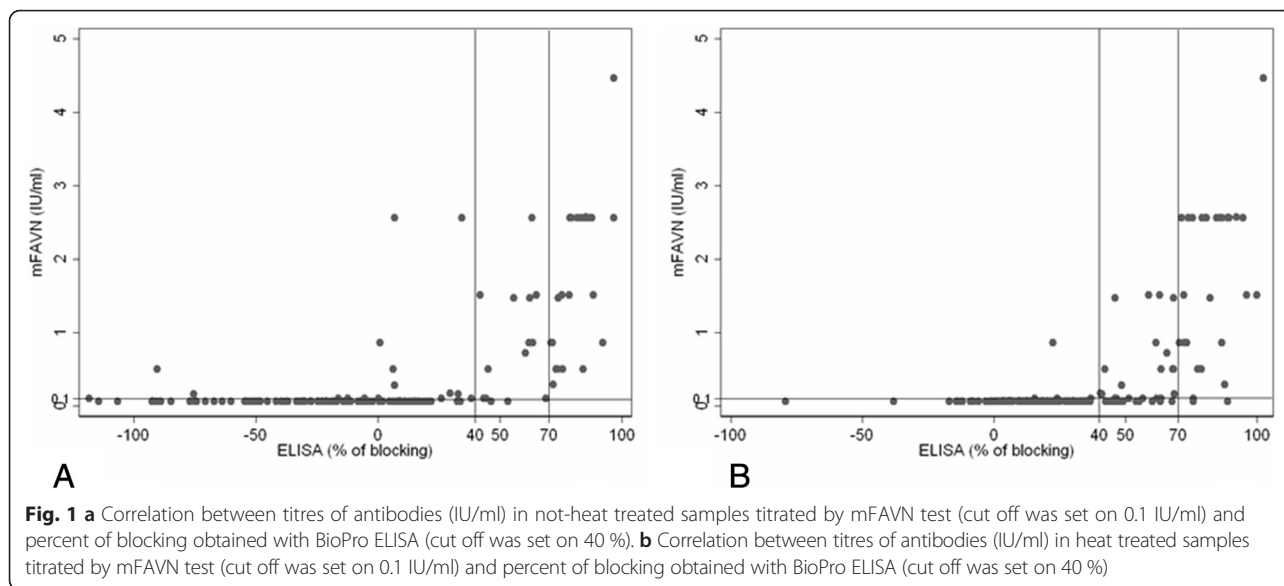 5
4
3
2
1
0.1
mFAVN (IU/ml)
-100 -50 0 40 50 70 100
ELISA (% of blocking)
A
5
4
3
2
1
0.1
mFAVN (IU/ml)
-100 -50 0 40 50 70 100
ELISA (% of blocking)
B
Fig. 1 a Correlation between titres of antibodies (IU/ml) in not-heat treated samples titrated by mFAVN test (cut off was set on 0.1 IU/ml) and
percent of blocking obtained with BioPro ELISA (cut off was set on 40 %). b Correlation between titres of antibodies (IU/ml) in heat treated samples
titrated by mFAVN test (cut off was set on 0.1 IU/ml) and percent of blocking obtained with BioPro ELISA (cut off was set on 40 %)